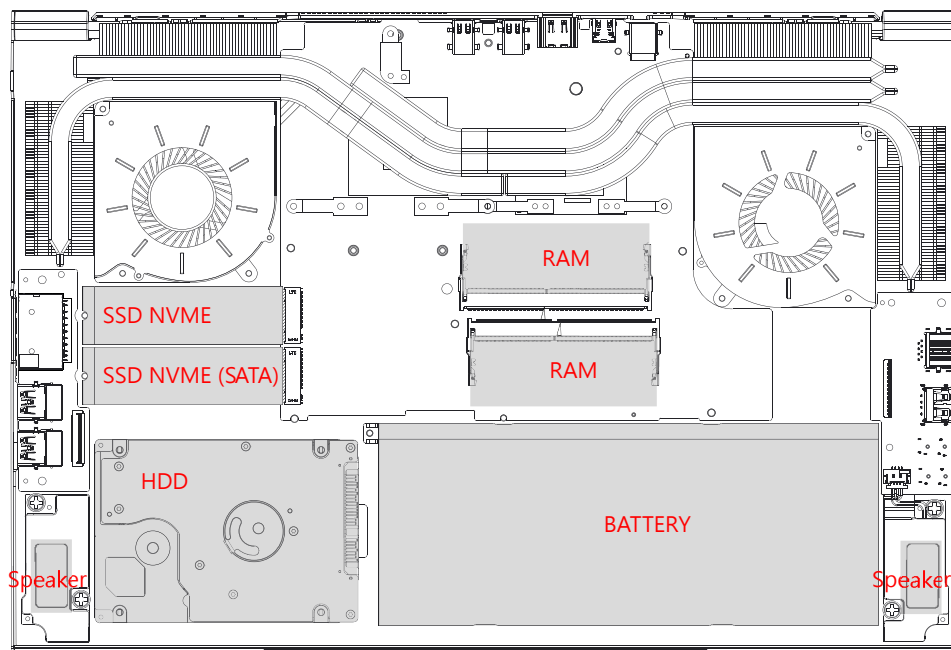 RAM
SSD NVME
SSD NVME (SATA)
RAM
HDD
BATTERY
Speaker
Speaker